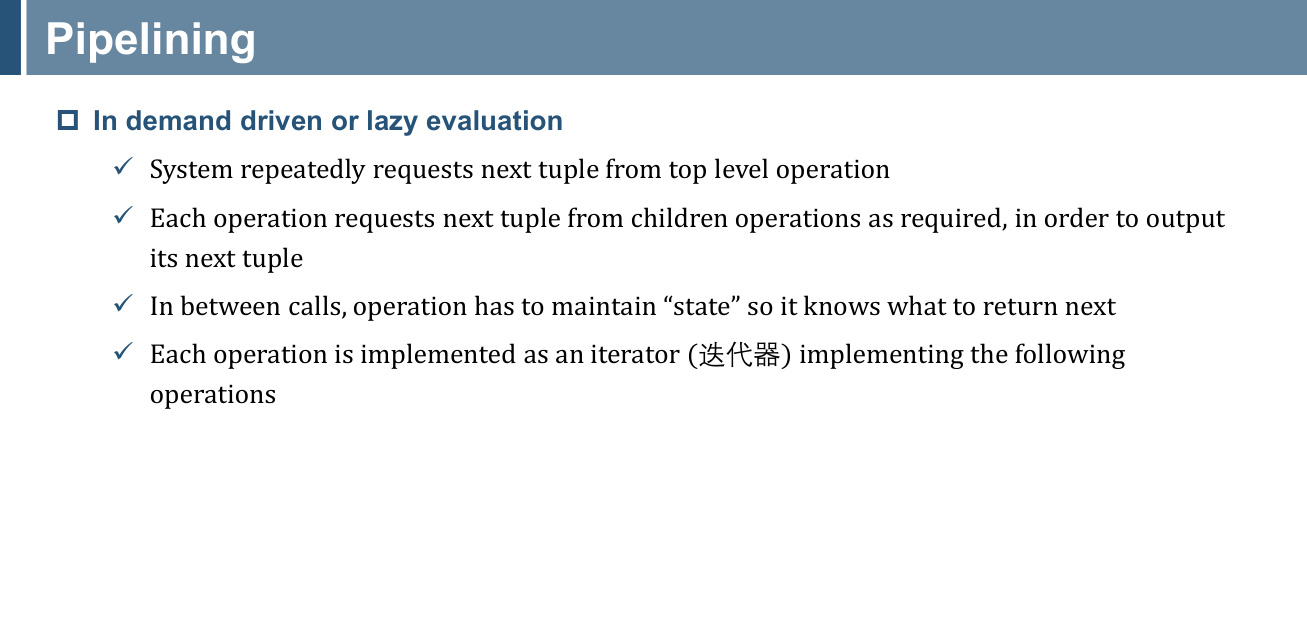 Pipelining
In demand driven or lazy evaluation
System repeatedly requests next tuple from top level operation
Each operation requests next tuple from children operations as required, in order to output
its next tuple
In between calls, operation has to maintain “state” so it knows what to return next
Each operation is implemented as an iterator (迭代器) implementing the following
operations